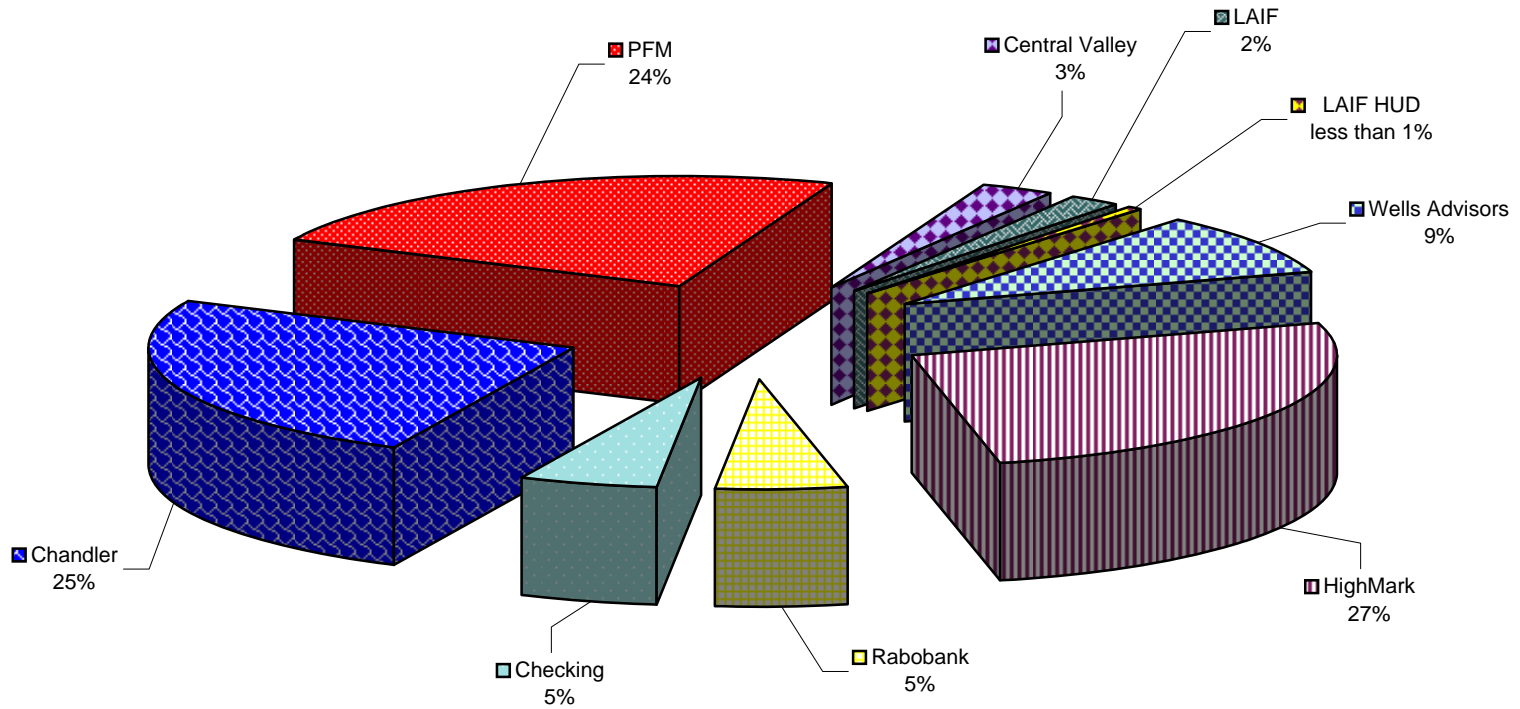 LAIF
2%
Central Valley
3%
PFM
24%
LAIF HUD
less than 1%
Wells Advisors
9%
Chandler
25%
HighMark
27%
Rabobank
5%
Checking
5%